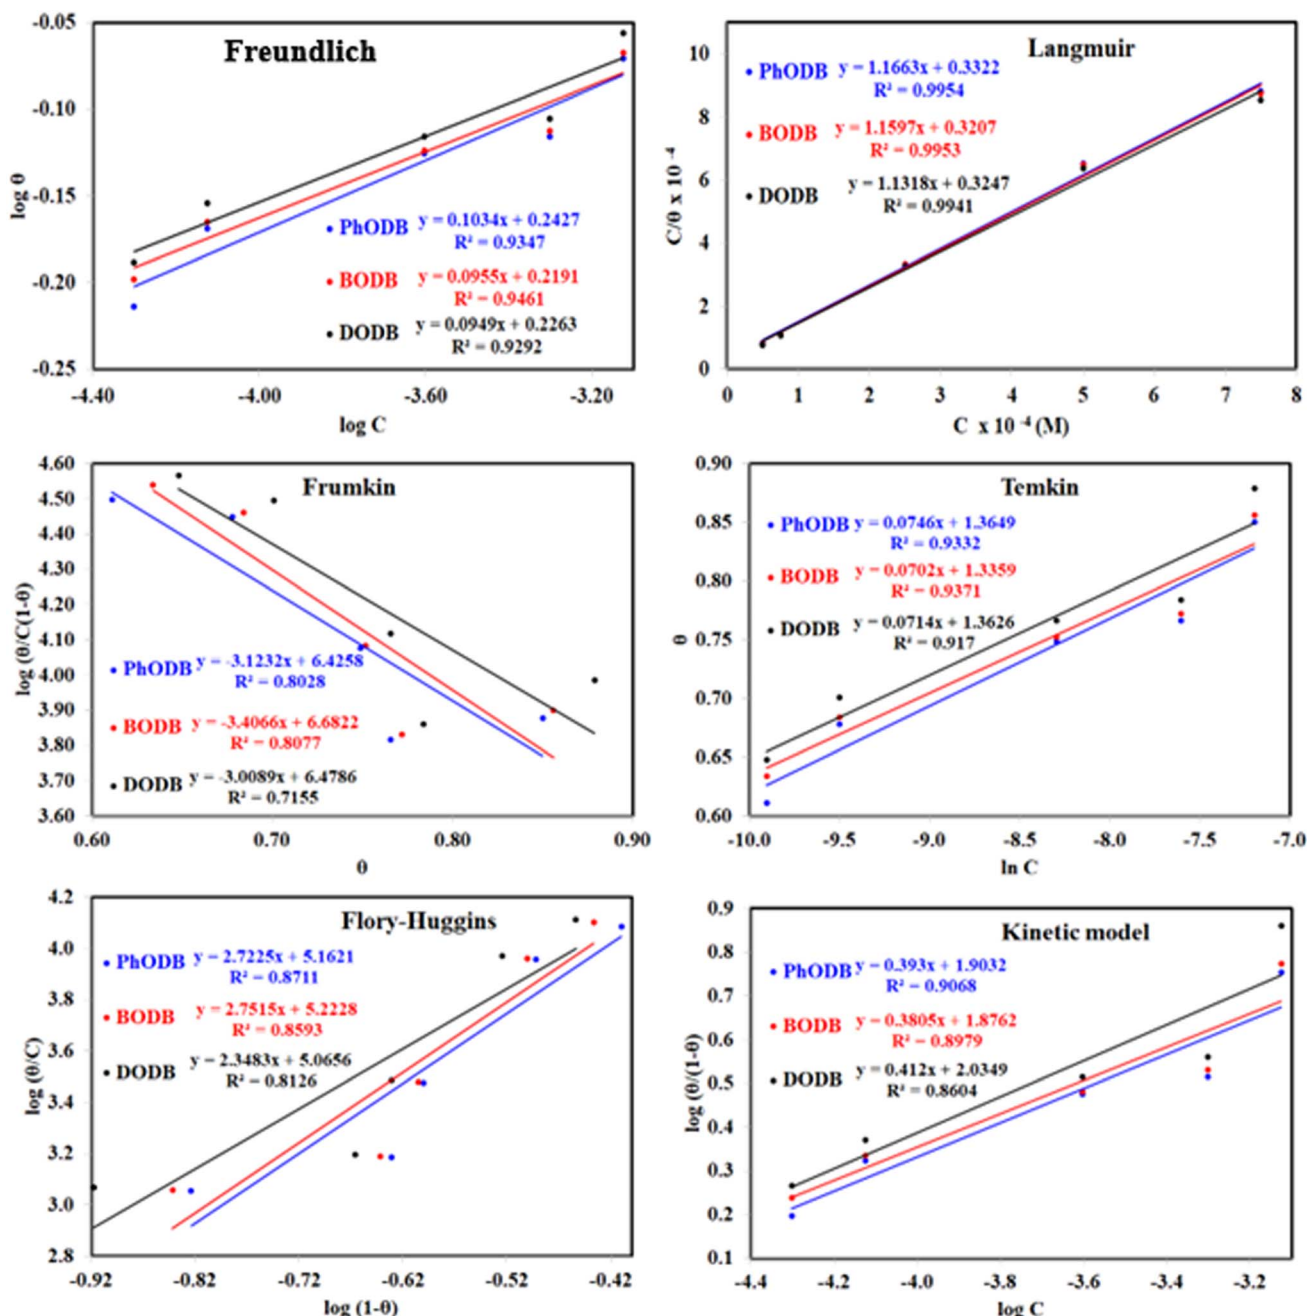 Freundlich
log θ
-0.05
-0.10
-0.15
-0.20
-0.25
PhODB y = 0.1034x + 0.2427
R² = 0.9347
BODB y = 0.0955x + 0.2191
R² = 0.9461
DODB y = 0.0949x + 0.2263
R² = 0.9292
-4.40 -4.00 -3.60 -3.20
log C
Langmuir
C/θ x 10 -4
10
8
6
4
2
0
PhODB y = 1.1663x + 0.3322
R² = 0.9954
BODB y = 1.1597x + 0.3207
R² = 0.9953
DODB y = 1.1318x + 0.3247
R² = 0.9941
0 1 2 3 4 5 6 7 8
C x 10 -4 (M)
Frumkin
log (θ/C(1-θ)
4.60
4.50
4.40
4.30
4.20
4.10
4.00
3.90
3.80
3.70
3.60
PhODB y = -3.1232x + 6.4258
R² = 0.8028
BODB y = -3.4066x + 6.6822
R² = 0.8077
DODB y = -3.0089x + 6.4786
R² = 0.7155
0.60 0.70 0.80 0.90
θ
Temkin
θ
0.90
0.85
0.80
0.75
0.70
0.65
0.60
PhODB y = 0.0746x + 1.3649
R² = 0.9332
BODB y = 0.0702x + 1.3359
R² = 0.9371
DODB y = 0.0714x + 1.3626
R² = 0.917
-10.0 -9.5 -9.0 -8.5 -8.0 -7.5 -7.0
ln C
Flory-Huggins
log (θ/C)
4.2
4.0
3.8
3.6
3.4
3.2
3.0
2.8
PhODB y = 2.7225x + 5.1621
R² = 0.8711
BODB y = 2.7515x + 5.2228
R² = 0.8593
DODB y = 2.3483x + 5.0656
R² = 0.8126
-0.92 -0.82 -0.72 -0.62 -0.52 -0.42
log (1-θ)
Kinetic model
log (θ/(1-θ)
0.9
0.8
0.7
0.6
0.5
0.4
0.3
0.2
0.1
PhODB y = 0.393x + 1.9032
R² = 0.9068
BODB y = 0.3805x + 1.8762
R² = 0.8979
DODB y = 0.412x + 2.0349
R² = 0.8604
-4.4 -4.2 -4.0 -3.8 -3.6 -3.4 -3.2
log C